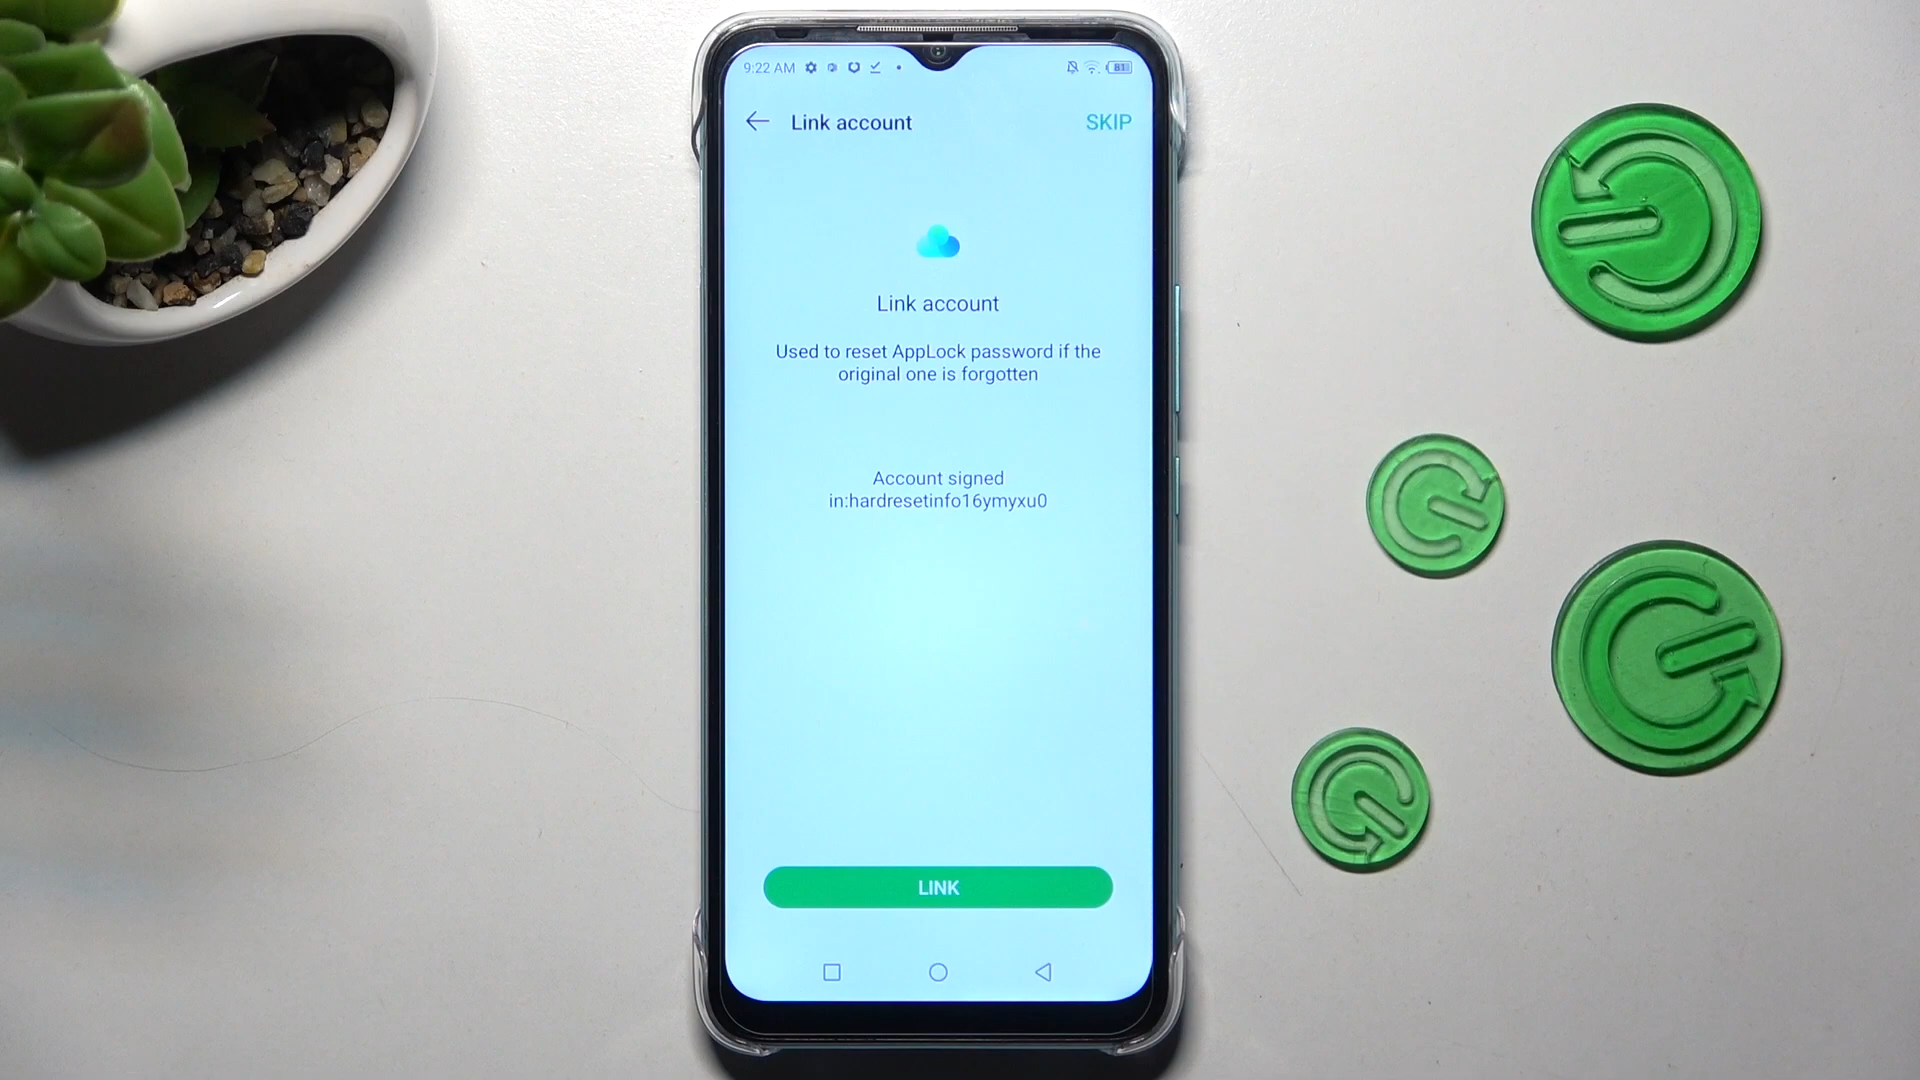 9:22 AM
81
Link account
SKIP
Link account
Used to reset AppLock password if the
original one is forgotten
Account signed
in:hardresetinfo16ymyxu0
LINK